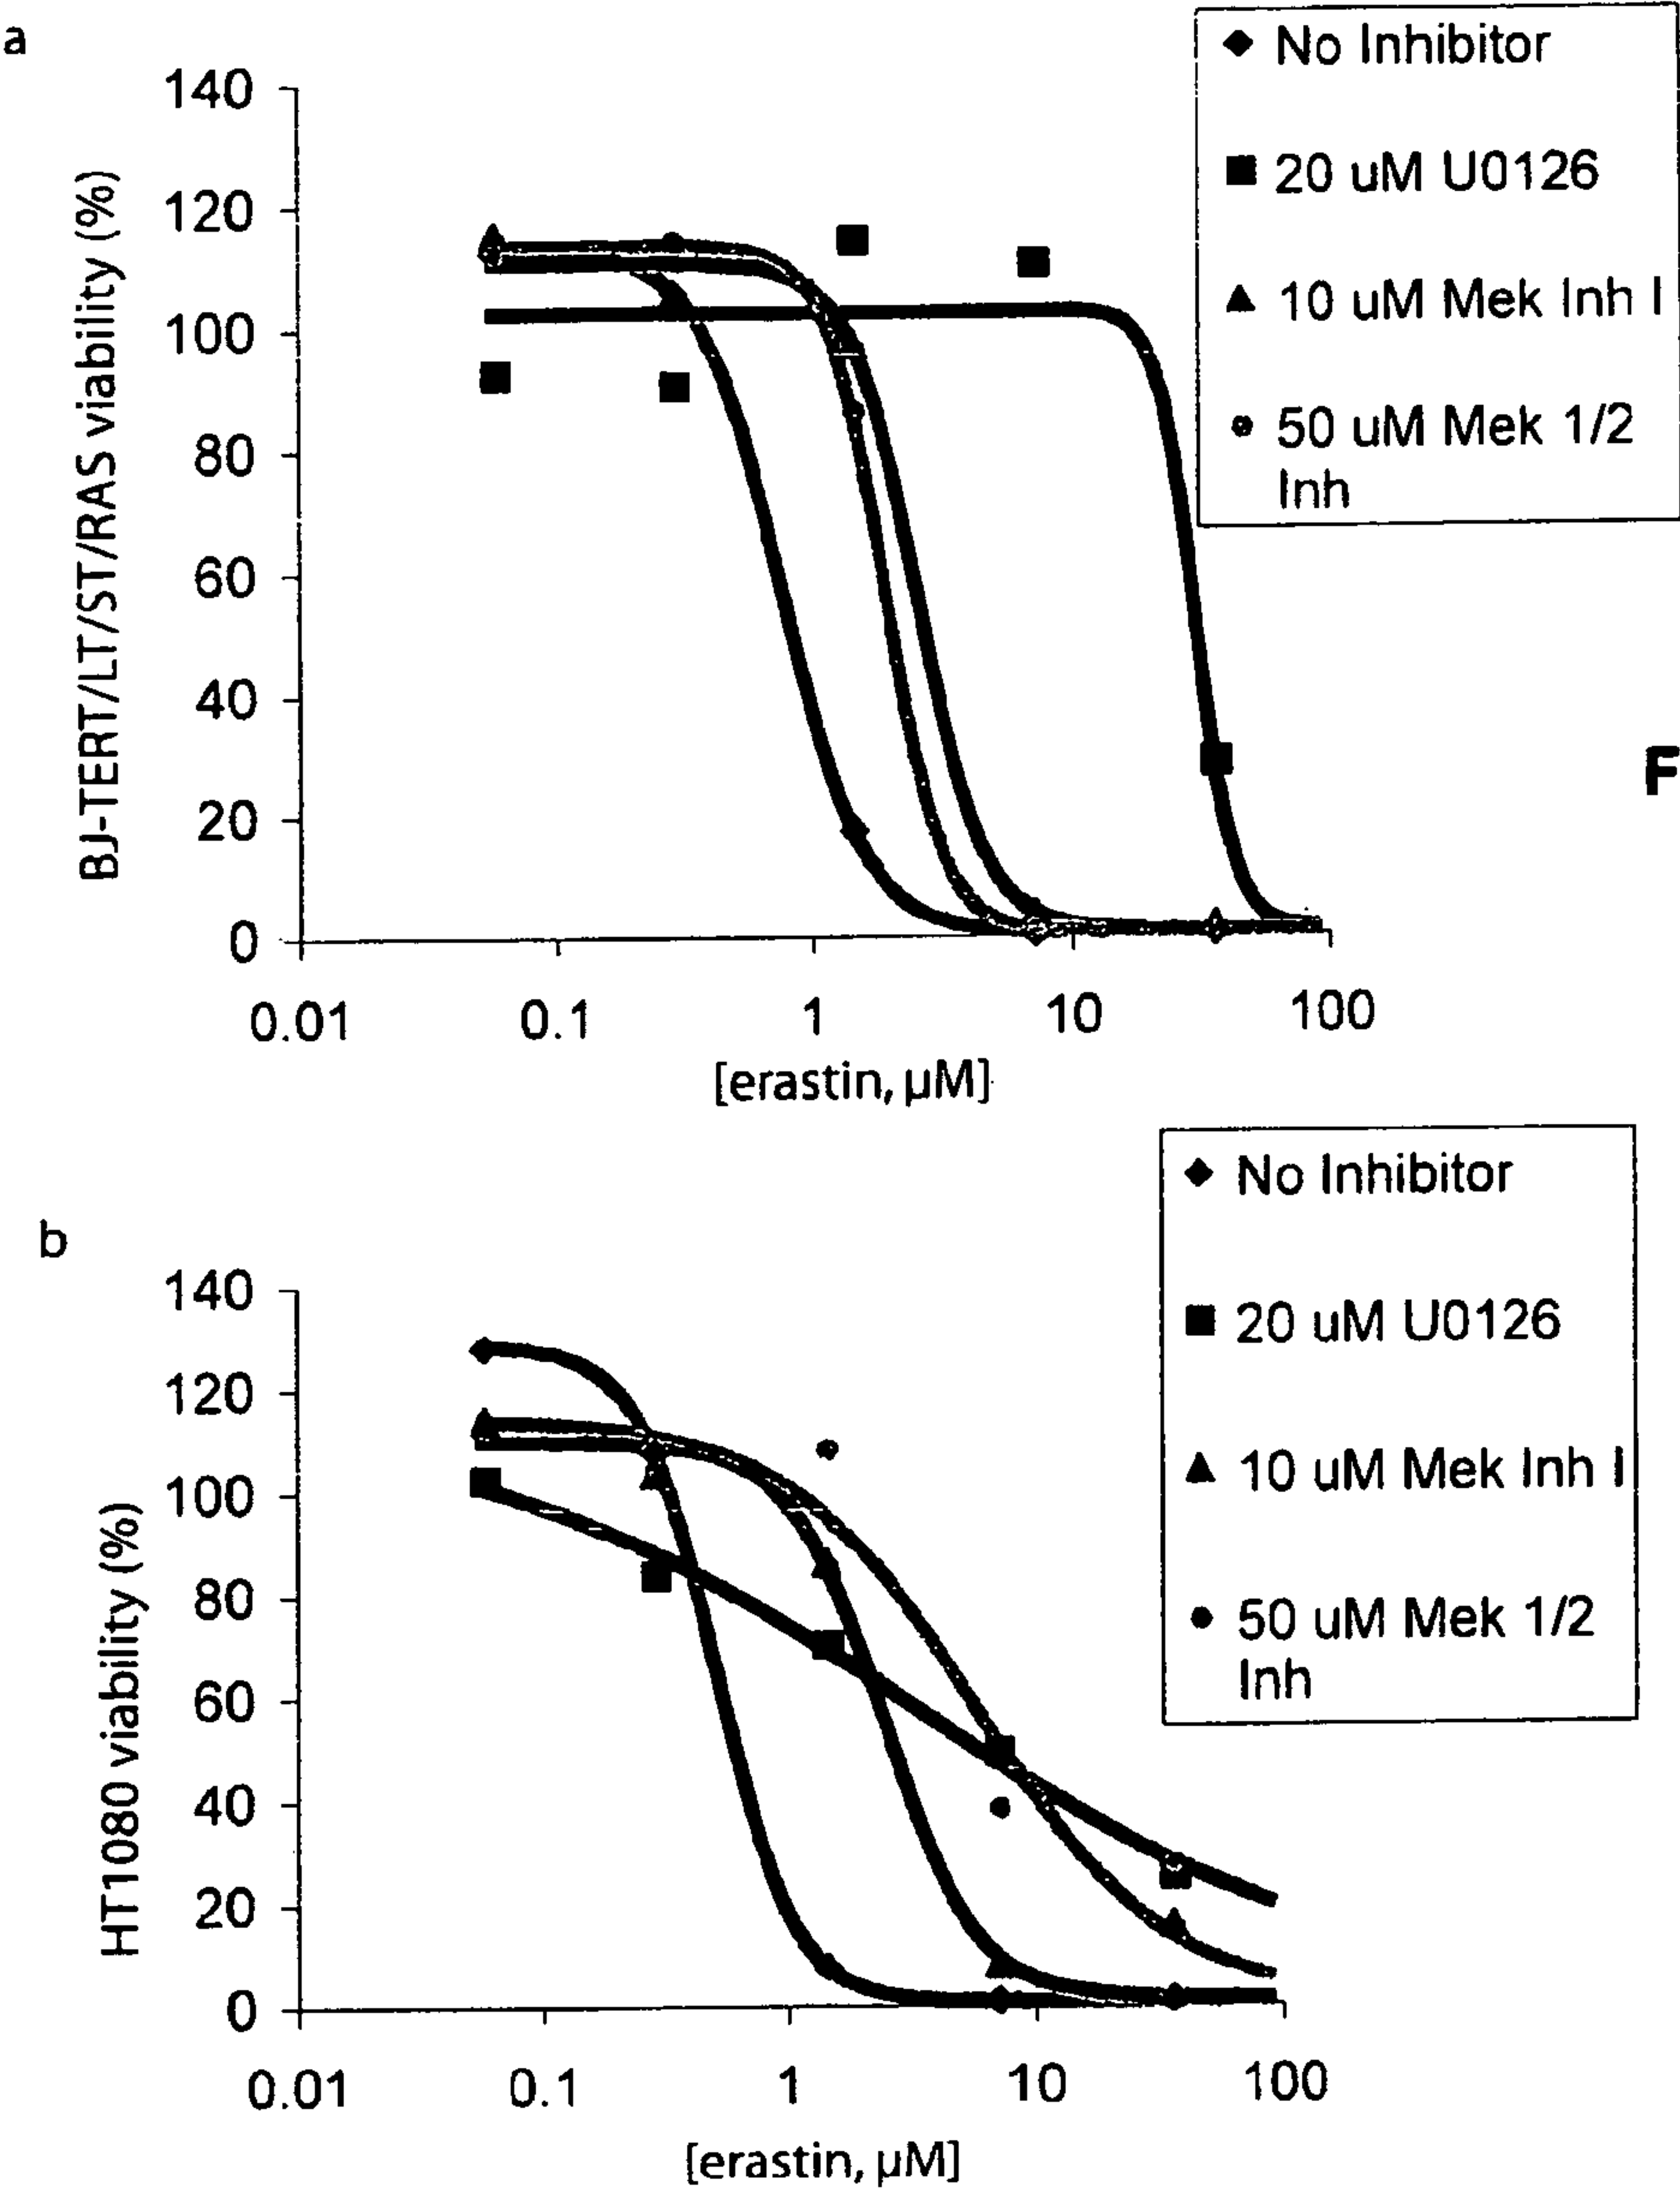 a
No Inhibitor
20 uM U0126
10 uM Mek Inh I
50 uM Mek 1/2
Inh
BJ-TERT/LT/ST/RAS viability (%)
140
120
100
80
60
40
20
0
0.01 0.1 1 10 100
[erastin, µM]
F
b
No Inhibitor
20 uM U0126
10 uM Mek Inh I
50 uM Mek 1/2
Inh
HT1080 viability (%)
140
120
100
80
60
40
20
0
0.01 0.1 1 10 100
[erastin, µM]